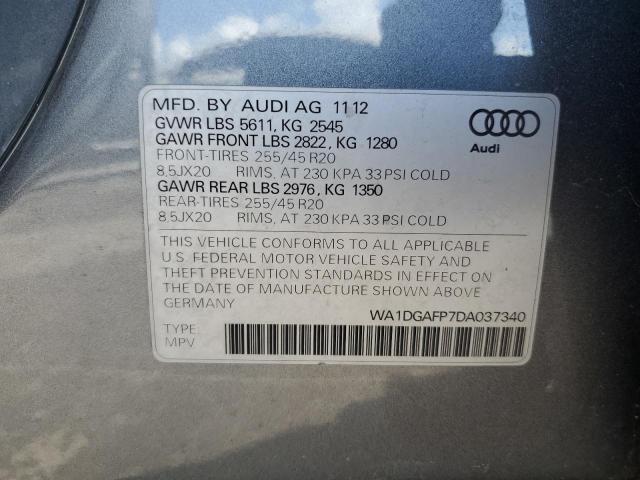 MFD. BY AUDI AG 11 12
GVWR LBS 5611, KG 2545
GAWR FRONT LBS 2822, KG 1280
FRONT-TIRES 255/45 R20
8.5JX20 RIMS, AT 230 KPA 33 PSI COLD
GAWR REAR LBS 2976, KG 1350
REAR-TIRES 255/45 R20
8.5JX20 RIMS, AT 230 KPA 33 PSI COLD
Audi
THIS VEHICLE CONFORMS TO ALL APPLICABLE
U.S. FEDERAL MOTOR VEHICLE SAFETY AND
THEFT PREVENTION STANDARDS IN EFFECT ON
THE DATE OF MANUFACTURE SHOWN ABOVE
GERMANY
WA1DGAFP7DA037340
TYPE:
MPV